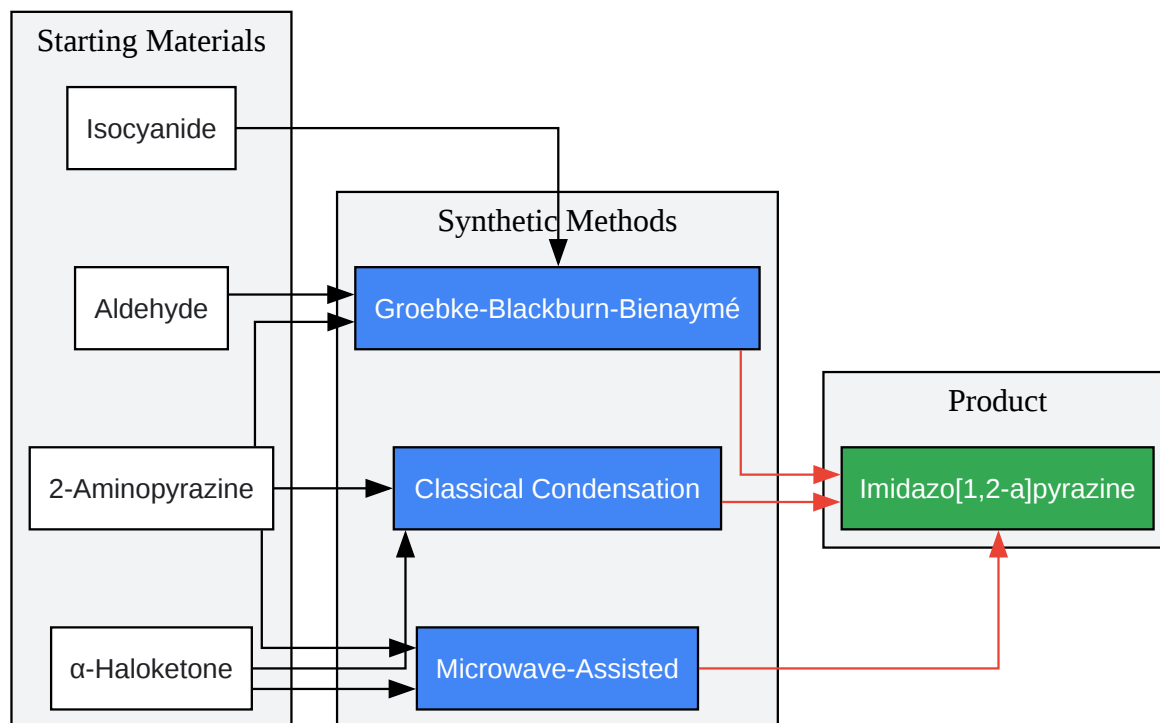 Starting Materials
Isocyanide
Aldehyde
2-Aminopyrazine
α-Haloketone
Synthetic Methods
Groebke-Blackburn-Bienaymé
Classical Condensation
Microwave-Assisted
Product
Imidazo[1,2-a]pyrazine